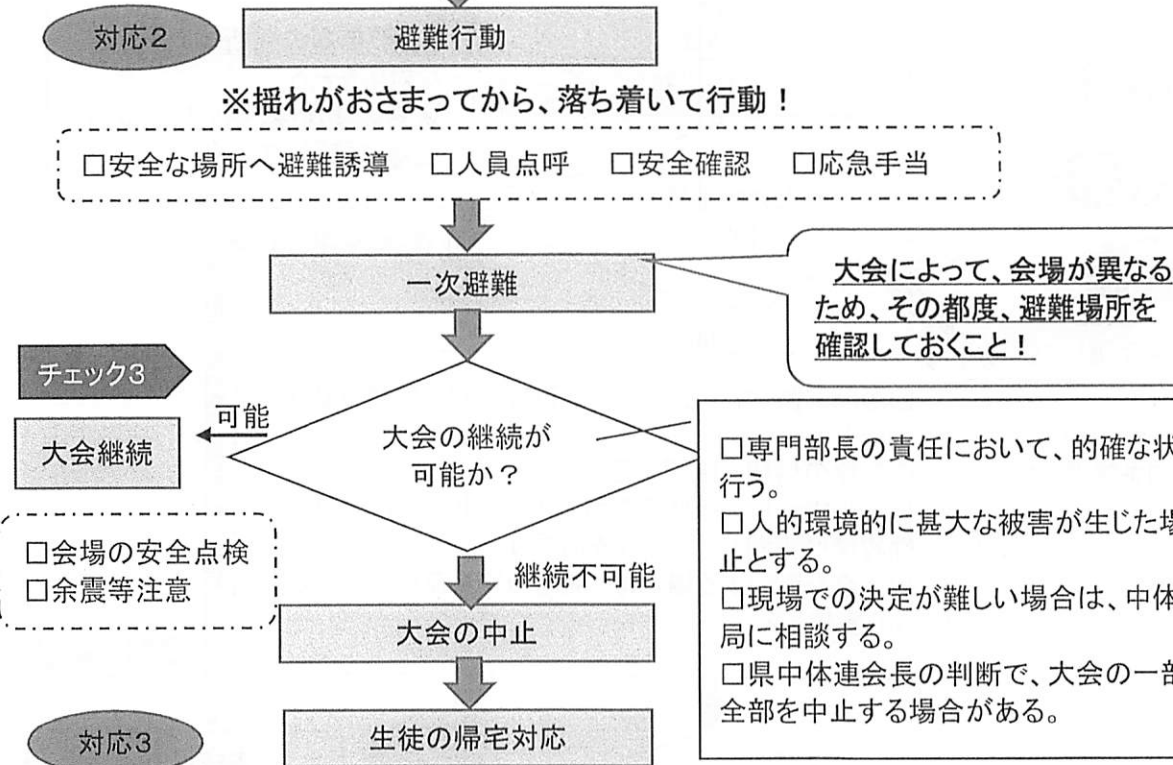 対応2
避難行動
※揺れがおさまってから、落ち着いて行動！
□安全な場所へ避難誘導 □人員点呼 □安全確認 □応急手当
一次避難
大会によって、会場が異なる
ため、その都度、避難場所を
確認しておくこと！
チェック3
可能
大会継続
大会の継続が
可能か？
□専門部長の責任において、的確な状
行う。
□人的環境的に甚大な被害が生じた場
止とする。
□現場での決定が難しい場合は、中体
局に相談する。
□県中体連会長の判断で、大会の一部
全部を中止する場合がある。
□会場の安全点検
□余震等注意
継続不可能
大会の中止
対応3
生徒の帰宅対応